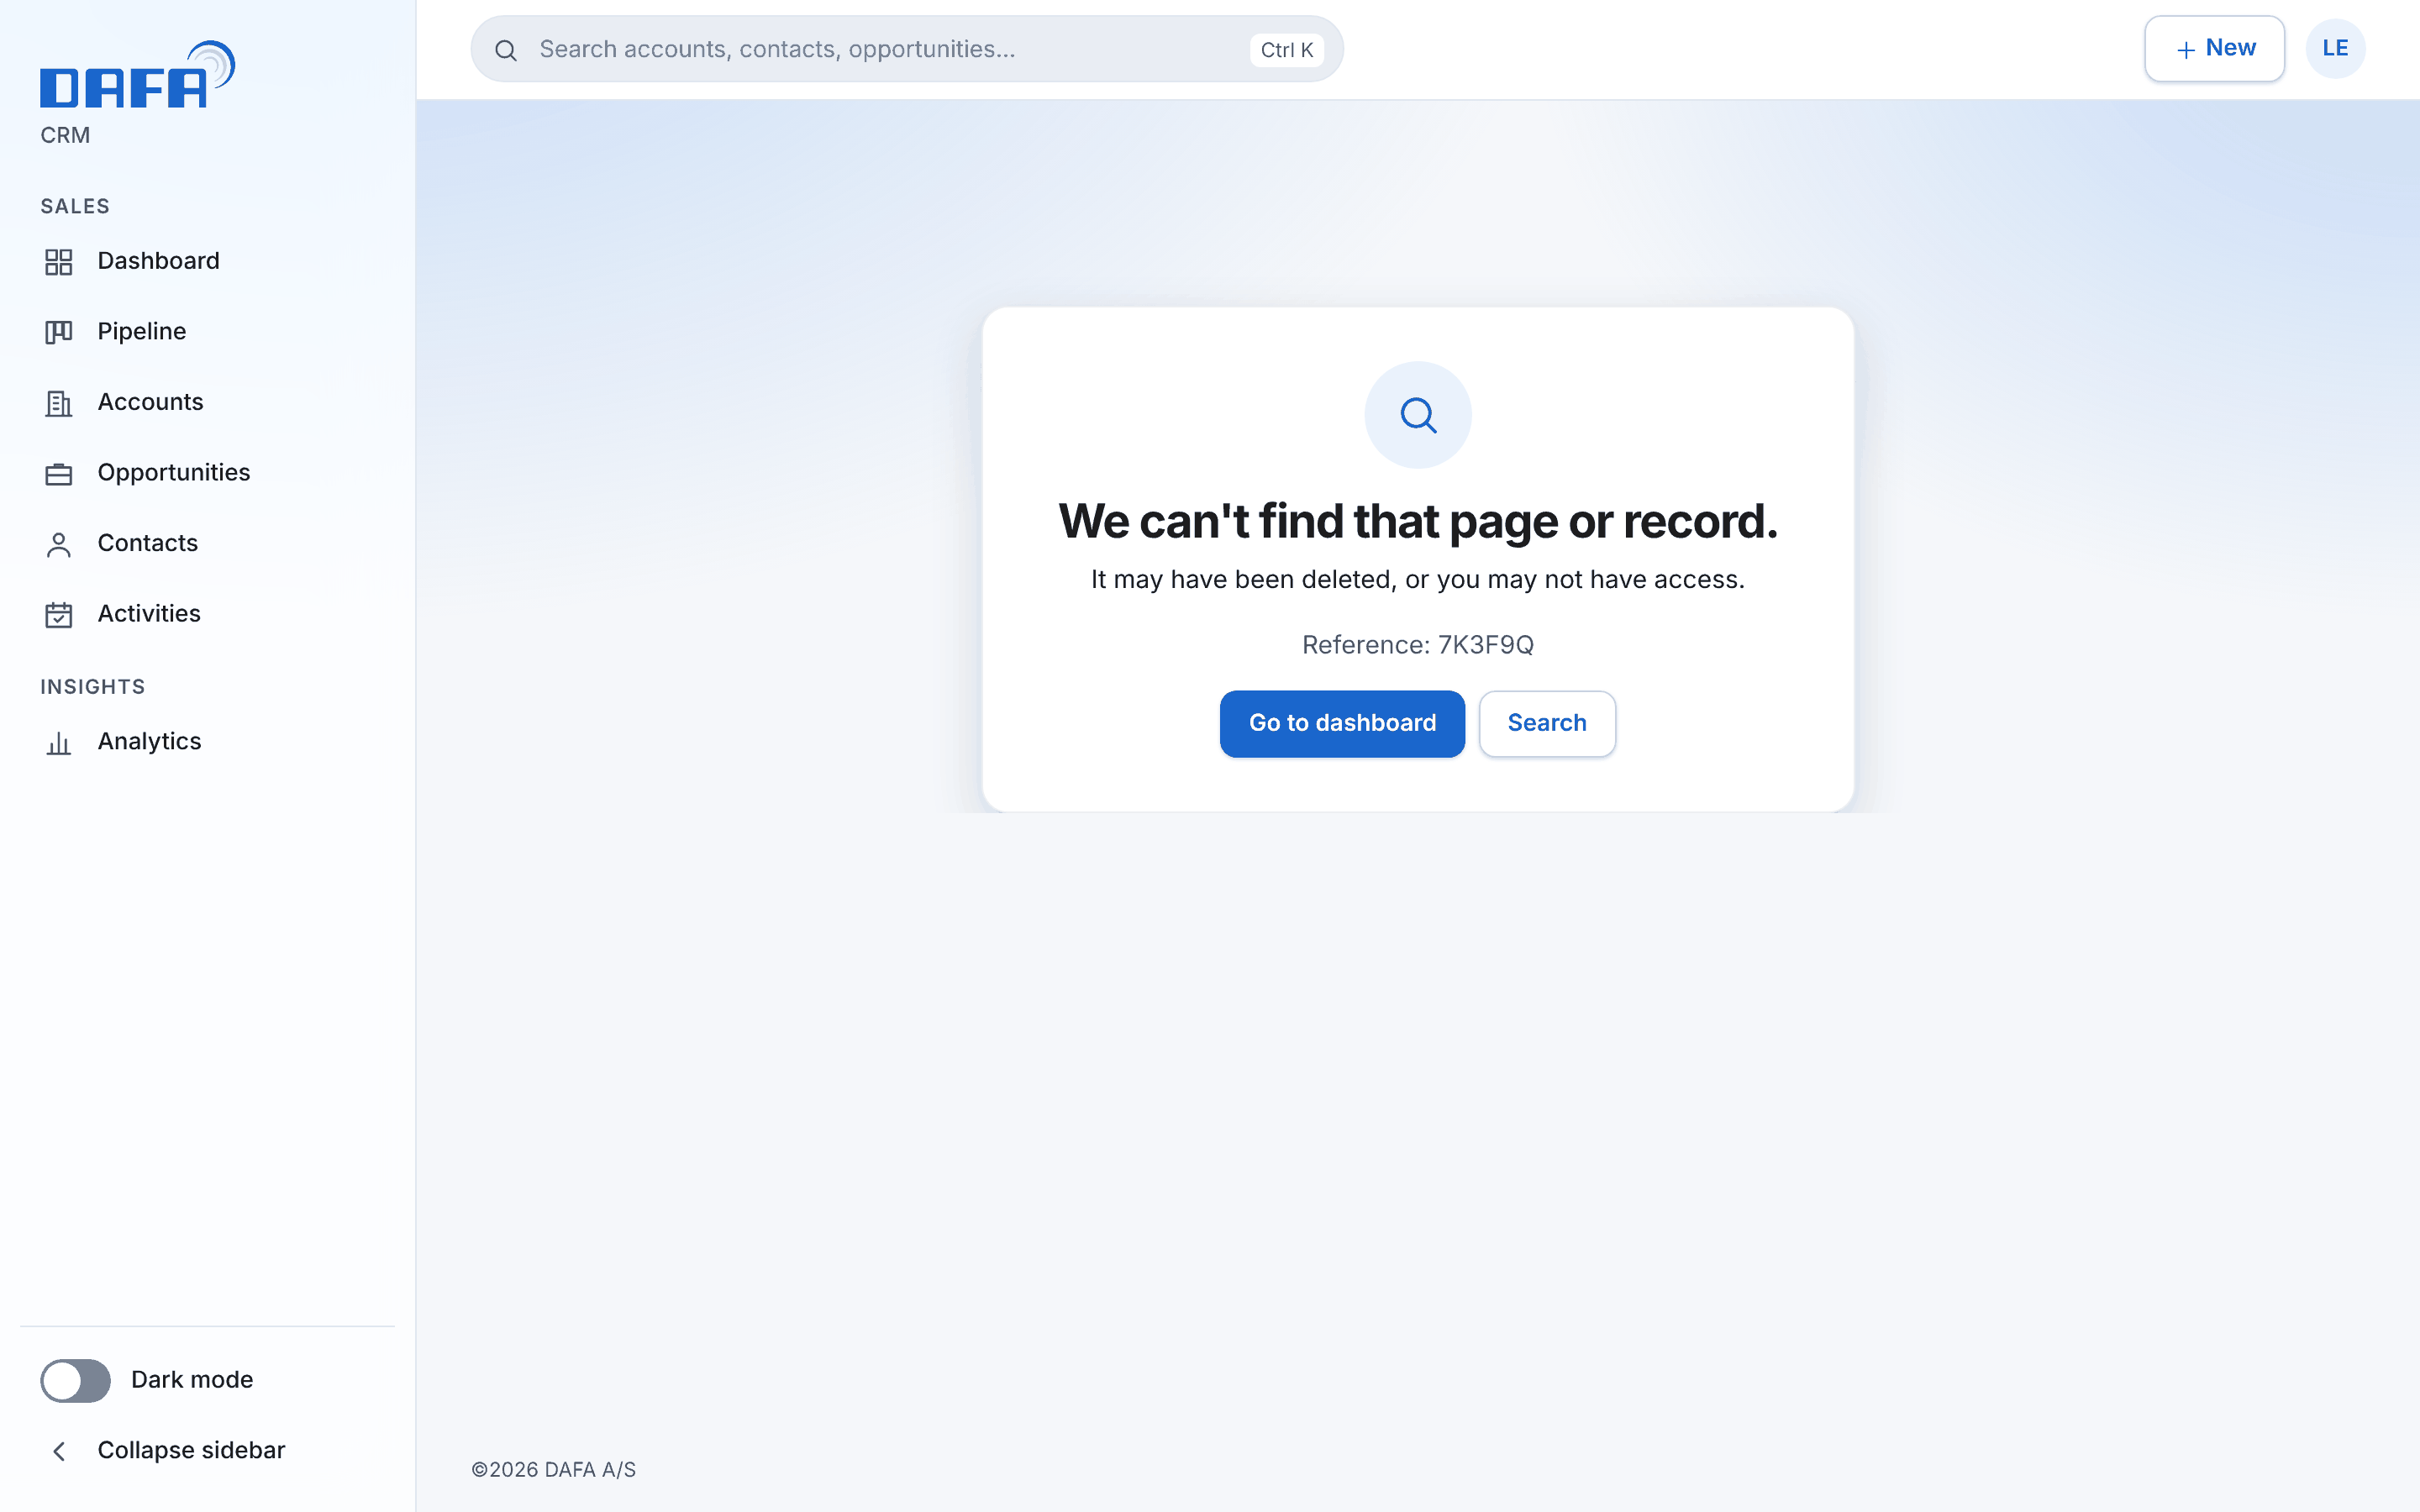 DAFA
CRM
SALES
Dashboard
Pipeline
Accounts
Opportunities
Contacts
Activities
INSIGHTS
Analytics
Dark mode
Collapse sidebar
Search accounts, contacts, opportunities...
Ctrl K
New
LE
We can't find that page or record.
It may have been deleted, or you may not have access.
Reference: 7K3F9Q
Go to dashboard
Search
©2026 DAFA A/S